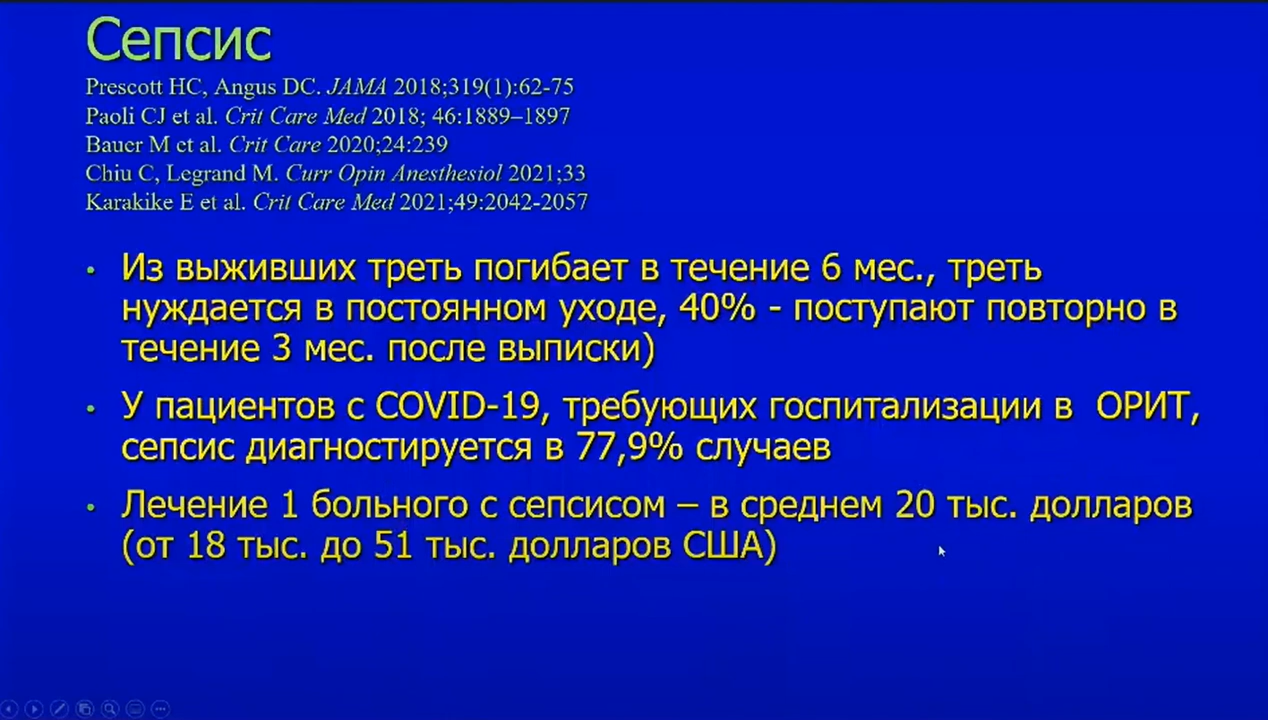 Сепсис
Prescott HC, Angus DC. JAMA 2018;319(1):62-75
Paoli CJ et al. Crit Care Med 2018; 46:1889–1897
Bauer M et al. Crit Care 2020;24:239
Chiu C, Legrand M. Curr Opin Anesthesiol 2021;33
Karakike E et al. Crit Care Med 2021;49:2042-2057
• Из выживших треть погибает в течение 6 мес., треть
нуждается в постоянном уходе, 40% - поступают повторно в
течение 3 мес. после выписки)
• У пациентов с COVID-19, требующих госпитализации в  ОРИТ,
сепсис диагностируется в 77,9% случаев
• Лечение 1 больного с сепсисом – в среднем 20 тыс. долларов
(от 18 тыс. до 51 тыс. долларов США)